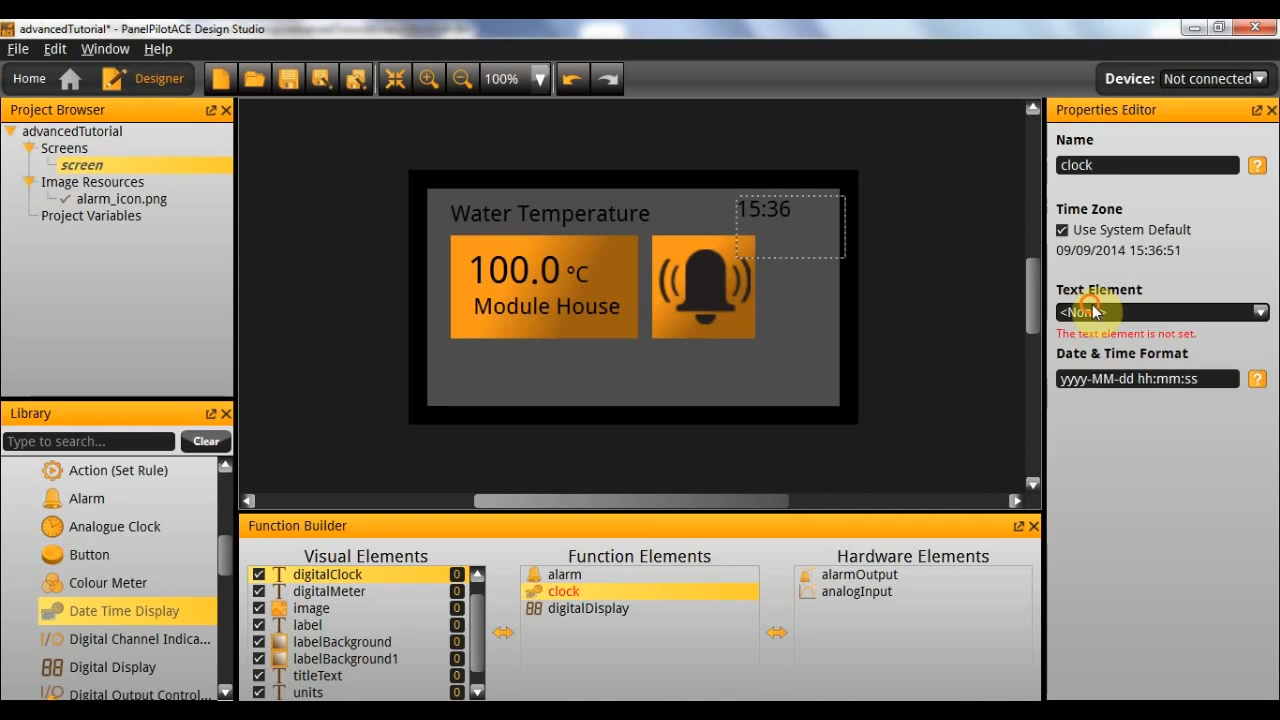 advancedTutorial* - PanelPilotACE Design Studio
File Edit Window Help
Home Designer 100% Device: Not connected
Project Browser
advancedTutorial
Screens
screen
Image Resources
alarm_icon.png
Project Variables
Library
Type to search... Clear
Action (Set Rule)
Alarm
Analogue Clock
Button
Colour Meter
Date Time Display
Digital Channel Indica...
Digital Display
Digital Output Control...
Water Temperature
15:36
100.0 °C
Module House
Function Builder
Visual Elements
digitalClock 0
digitalMeter 0
image 0
label 0
labelBackground 0
labelBackground1 0
titleText 0
units 0
Function Elements
alarm
clock
digitalDisplay
Hardware Elements
alarmOutput
analogInput
Properties Editor
Name
clock ?
Time Zone
Use System Default
09/09/2014 15:36:51
Text Element
<None>
The text element is not set.
Date & Time Format
yyyy-MM-dd hh:mm:ss ?